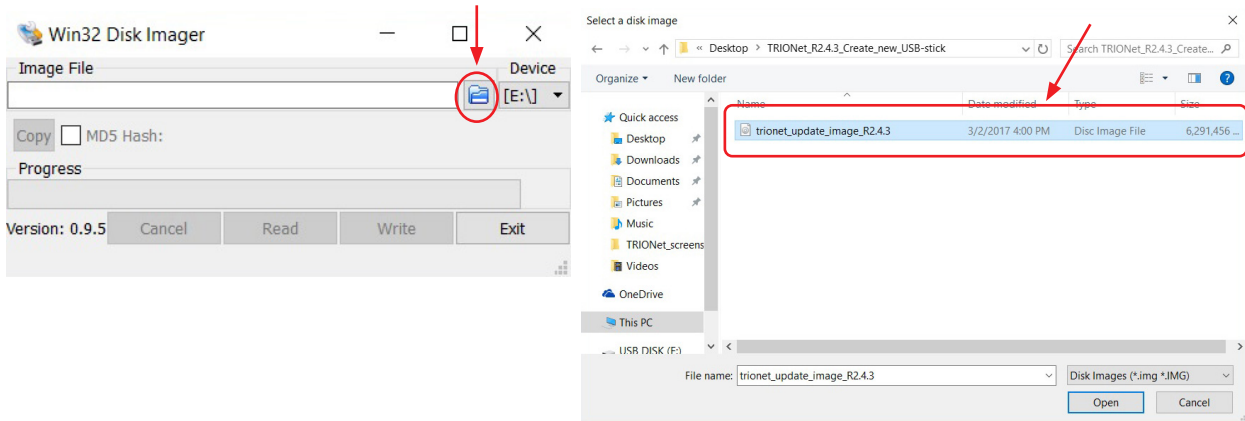 Win32 Disk Imager
Image File
Device
[E:\]
Copy
MD5 Hash:
Progress
Version: 0.9.5
Cancel
Read
Write
Exit
Select a disk image
« Desktop > TRIONet_R2.4.3_Create_new_USB-stick
Search TRIONet_R2.4.3_Create...
Organize
New folder
Name
Date modified
Type
Size
trionet_update_image_R2.4.3
3/2/2017 4:00 PM
Disc Image File
6,291,456 ...
Quick access
Desktop
Downloads
Documents
Pictures
Music
TRIONet_screens
Videos
OneDrive
This PC
USB DISK (E:)
File name:
trionet_update_image_R2.4.3
Disk Images (*.img *.IMG)
Open
Cancel